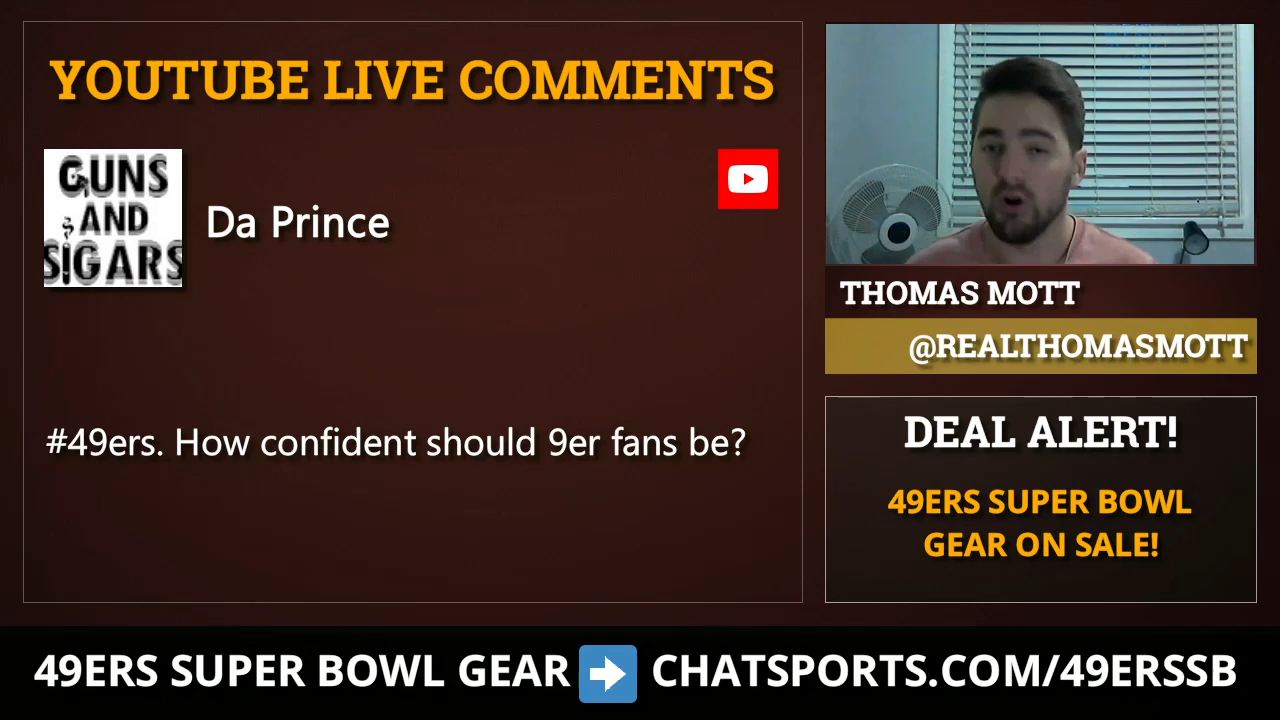 YOUTUBE LIVE COMMENTS
GUNS
AND
SIGARS
Da Prince
#49ers. How confident should 9er fans be?
THOMAS MOTT
@REALTHOMASMOTT
DEAL ALERT!
49ERS SUPER BOWL
GEAR ON SALE!
49ERS SUPER BOWL GEAR ➡ CHATSPORTS.COM/49ERSSB